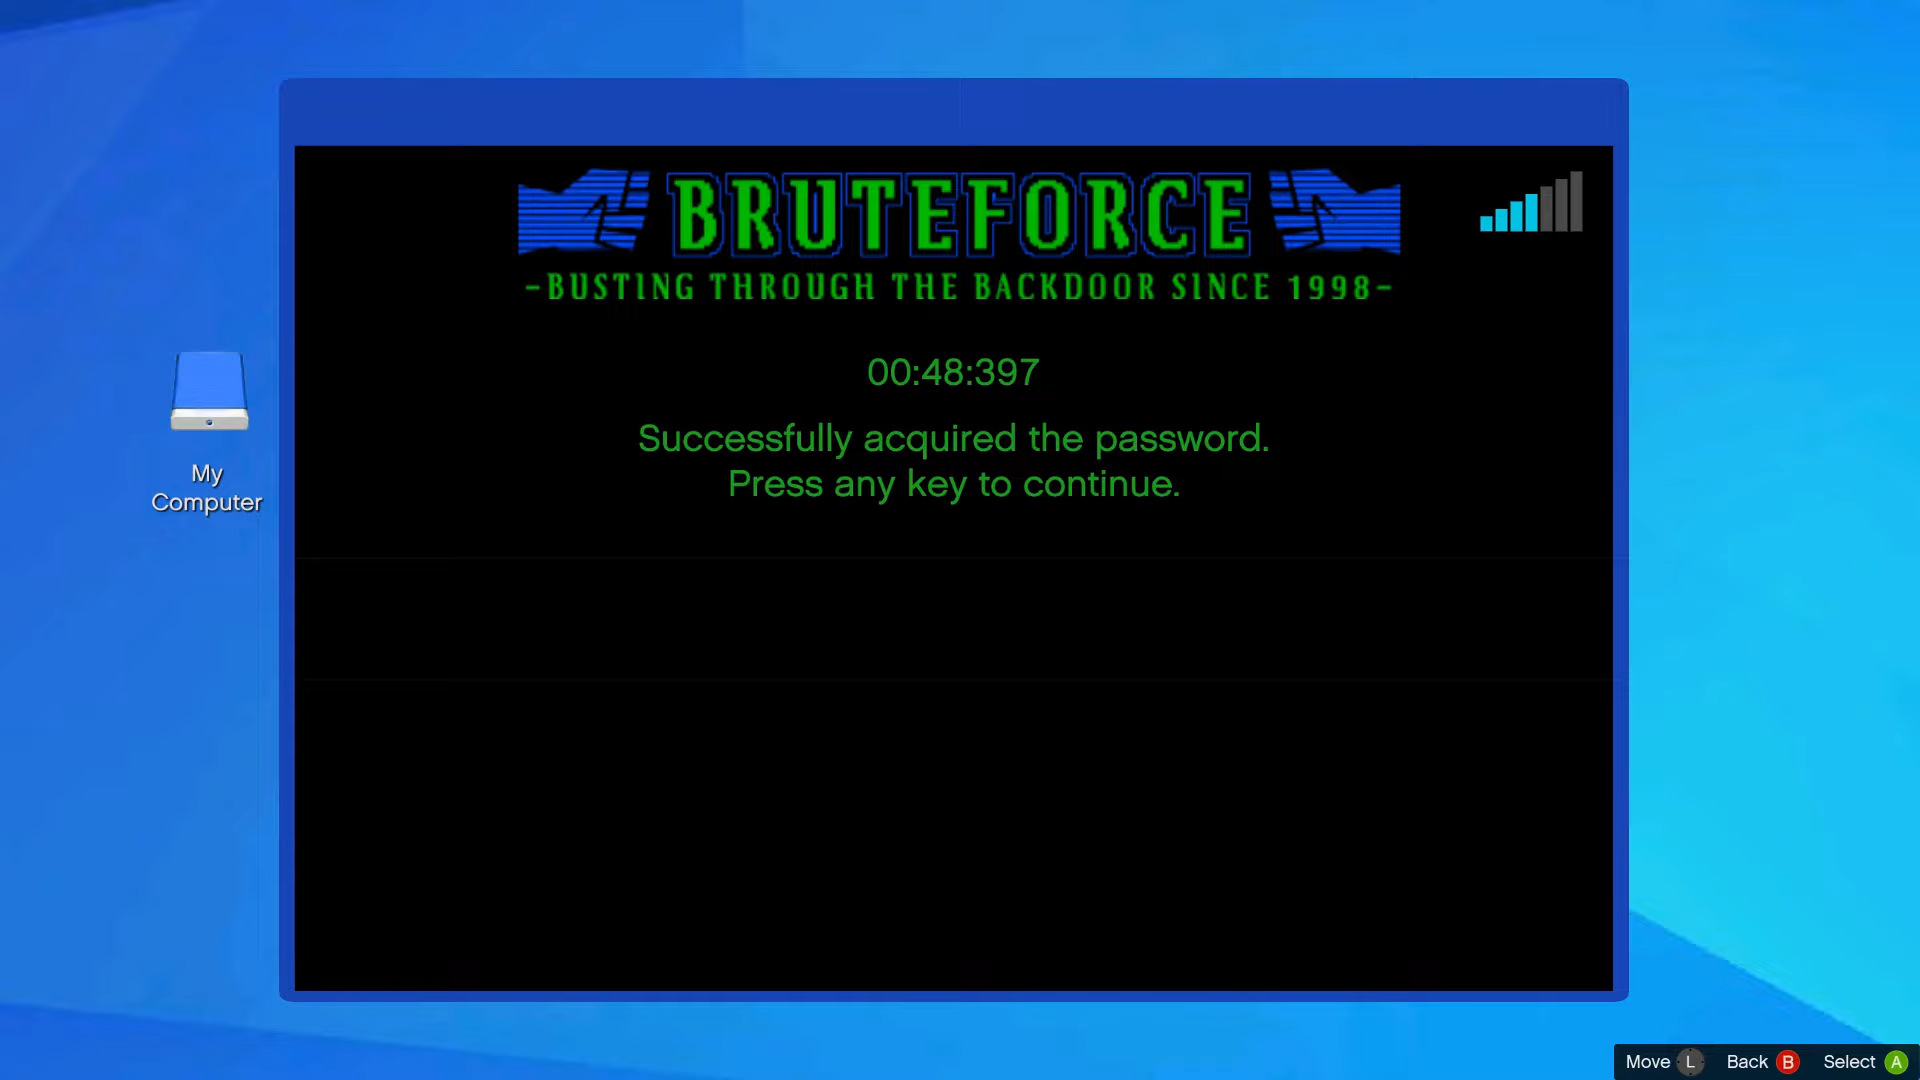 BRUTEFORCE
-BUSTING THROUGH THE BACKDOOR SINCE 1998-
00:48:397
Successfully acquired the password.
Press any key to continue.
My
Computer
Move L Back B Select A